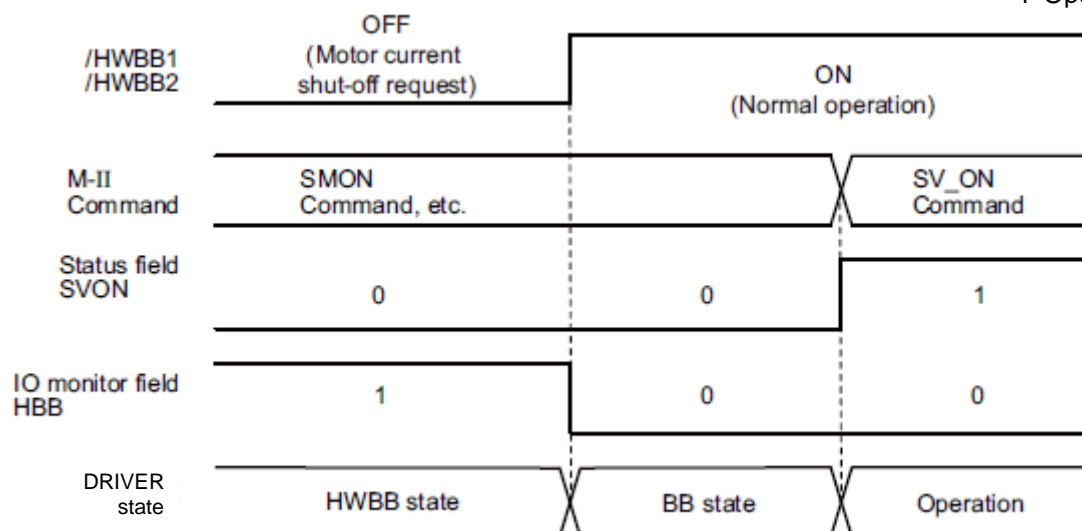 OFF
(Motor current
shut-off request)
/HWBB1
/HWBB2
ON
(Normal operation)
M-II
Command
SMON
Command, etc.
SV_ON
Command
Status field
SVON
0
0
1
IO monitor field
HBB
1
0
0
DRIVER
state
HWBB state
BB state
Operation